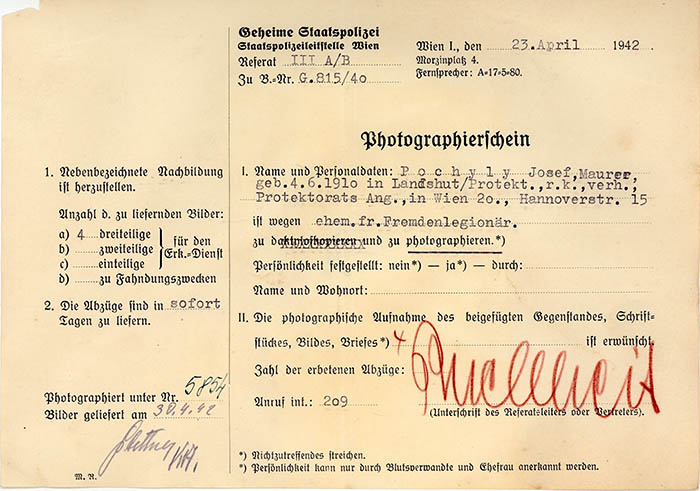 Geheime Staatspolizei
Staatspolizeileitstelle Wien
Referat III A/B
Zu B.-Nr. G.815/4o
Wien I., den 23.April 1942.
Morzinplatz 4.
Fernsprecher: A=17=5=80.
Photographierschein
1. Nebenbezeichnete Nachbildung
ist herzustellen.
Anzahl d. zu liefernden Bilder:
a) 4 dreiteilige
b) zweiteilige
c) einteilige
für den
Erk.=Dienst
d) zu Fahndungszwecken
2. Die Abzüge sind in sofort
Tagen zu liefern.
Photographiert unter Nr. 5854
Bilder geliefert am 30.4.42
M. R.
I. Name und Personaldaten: P o c h y l y Josef, Maurer,
geb.4.6.191o in Landshut/Protekt.,r.k.,verh.,
Protektorats Ang.,in Wien 2o., Hannoverstr. 15
ist wegen ehem.fr.Fremdenlegionär.
zu daktyloskopieren und zu photographieren.*)
Persönlichkeit festgestellt: nein*) — ja*) — durch:
Name und Wohnort:
II. Die photographische Aufnahme des beigefügten Gegenstandes, Schrift=
stückes, Bildes, Briefes*) ist erwünscht.
Zahl der erbetenen Abzüge: 4
Anruf int.: 2o9
(Unterschrift des Referatsleiters oder Vertreters).
*) Nichtzutreffendes streichen.
*) Persönlichkeit kann nur durch Blutsverwandte und Ehefrau anerkannt werden.